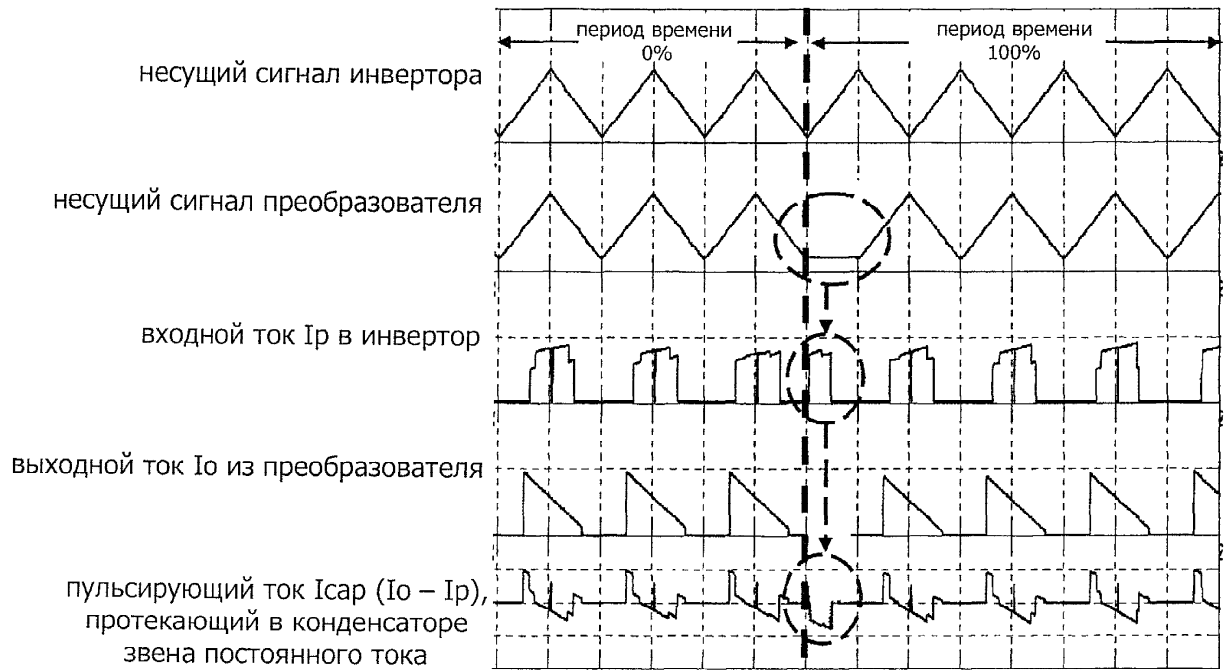 период времени
0%
период времени
100%
несущий сигнал инвертора
несущий сигнал преобразователя
входной ток Ip в инвертор
выходной ток Io из преобразователя
пульсирующий ток Icap (Io – Ip),
протекающий в конденсаторе
звена постоянного тока